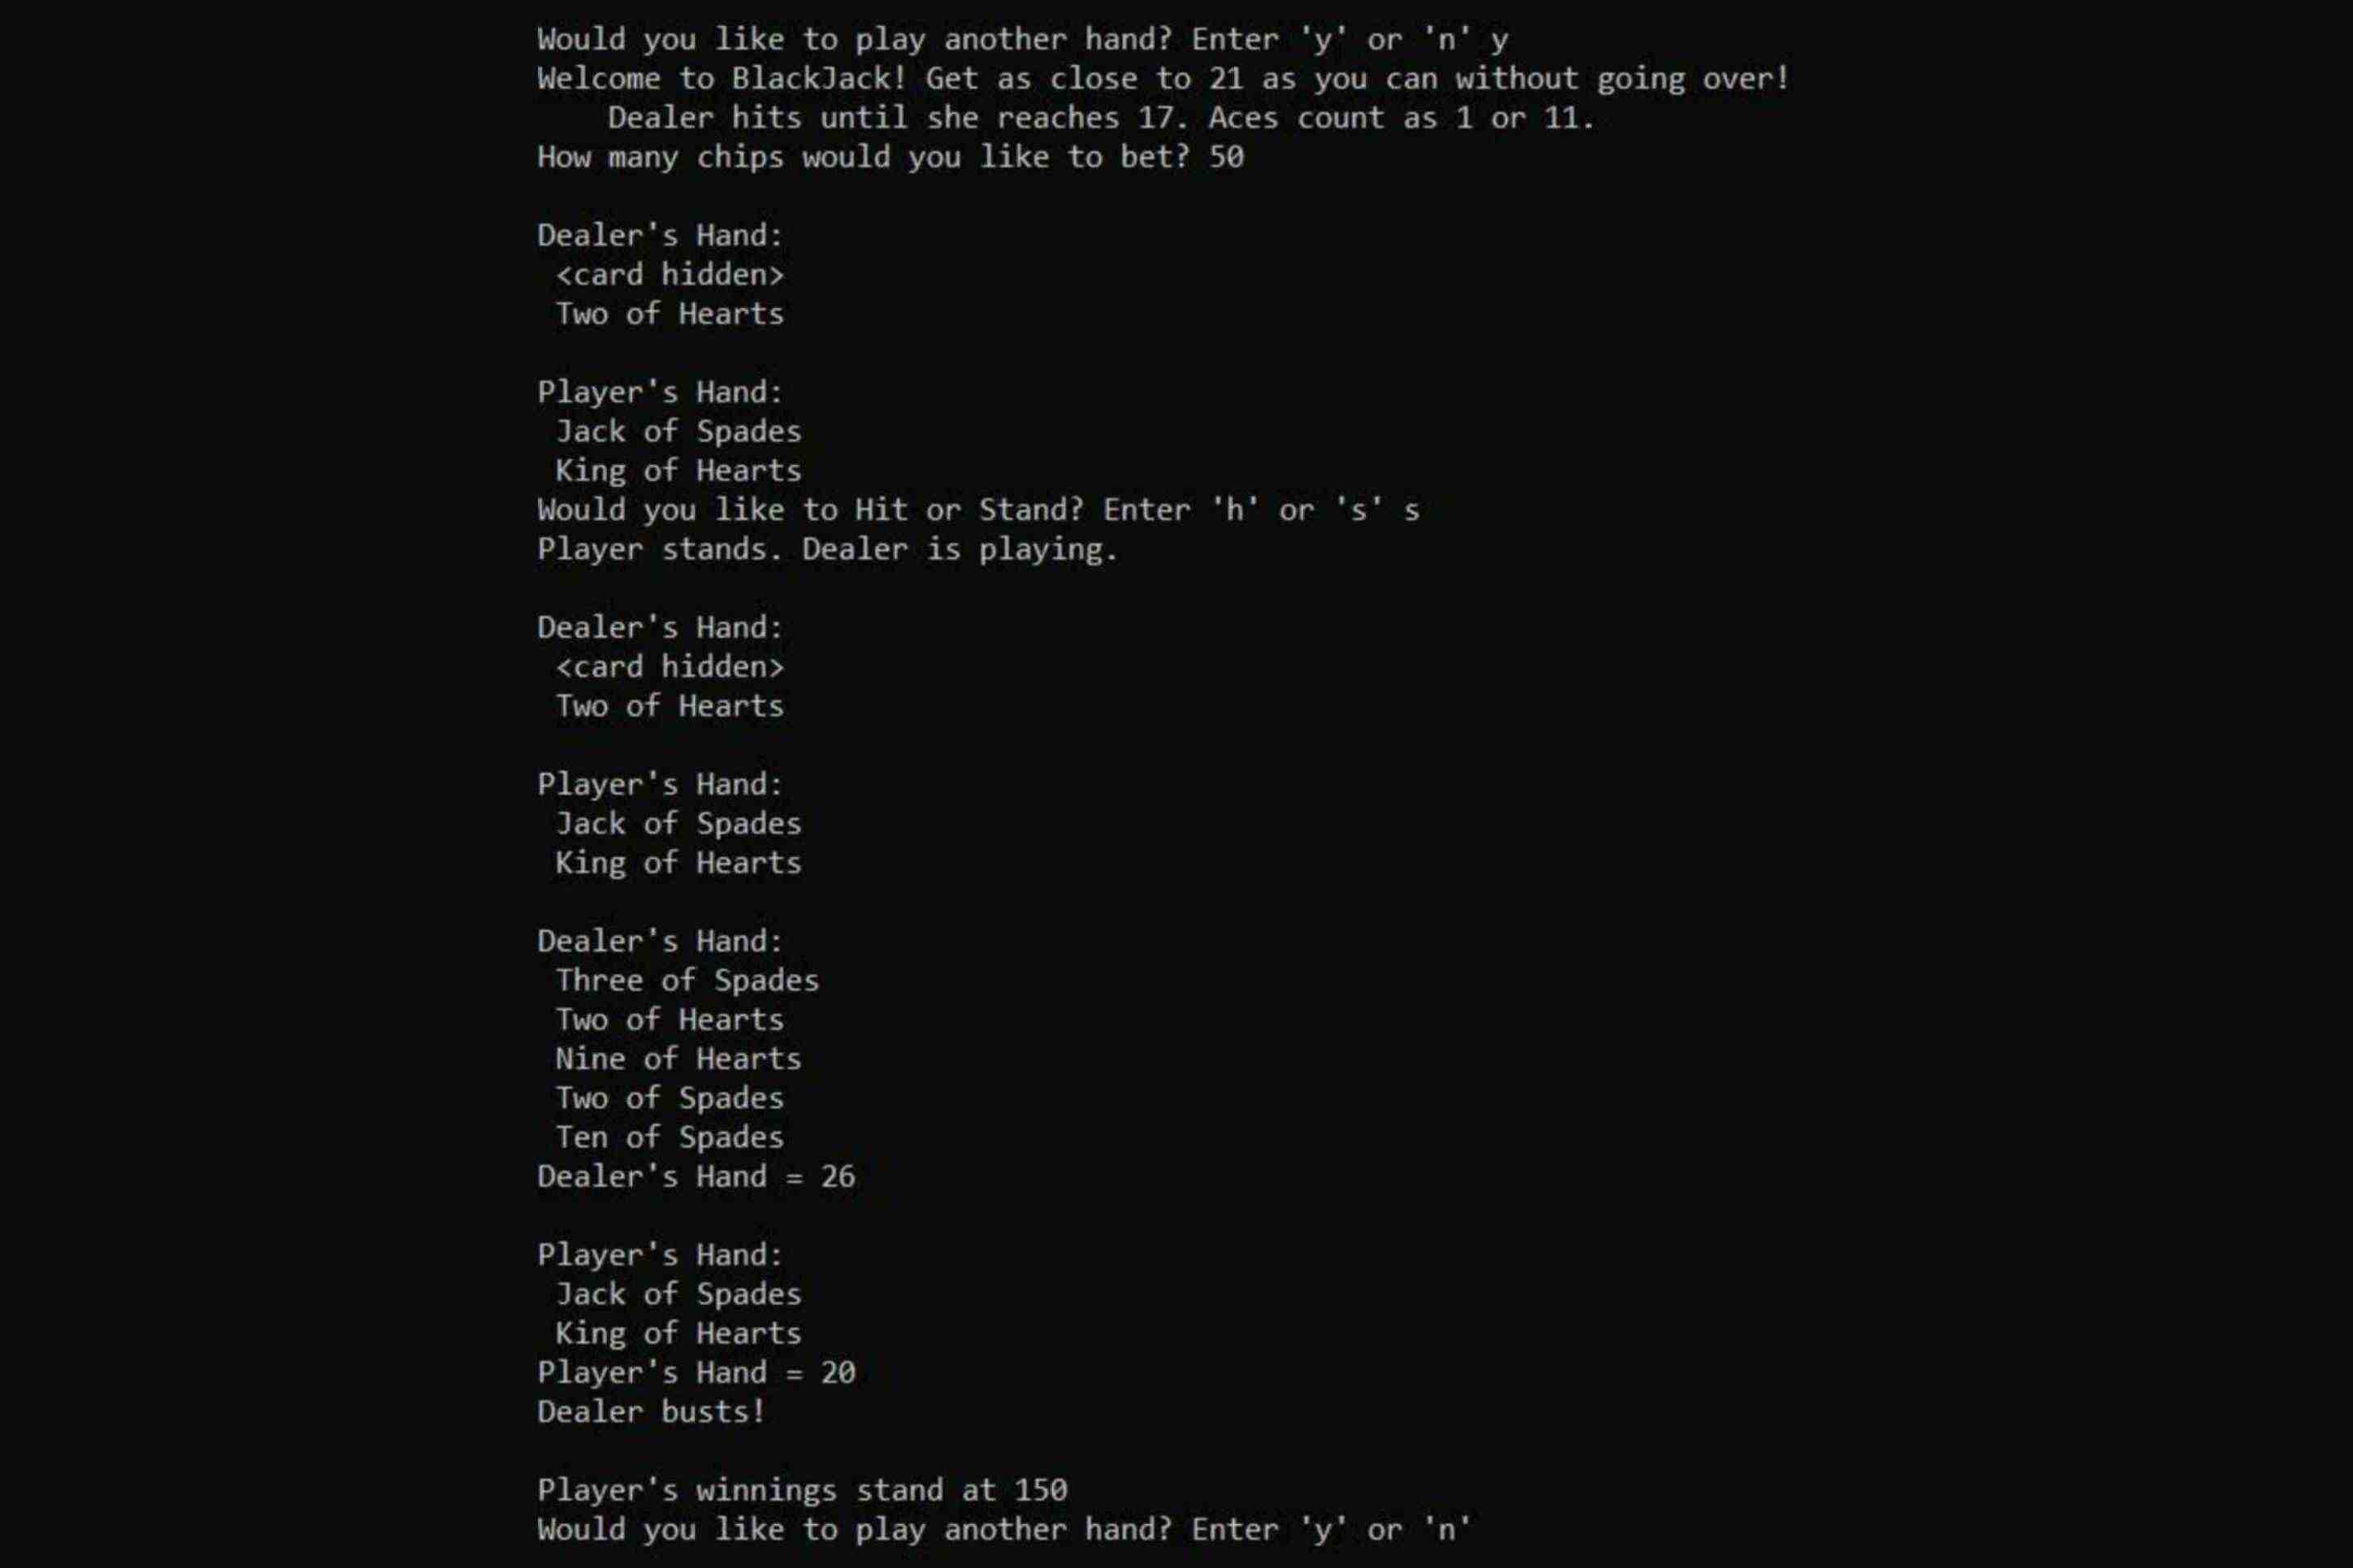 Would you like to play another hand? Enter 'y' or 'n' y
Welcome to BlackJack! Get as close to 21 as you can without going over!
    Dealer hits until she reaches 17. Aces count as 1 or 11.
How many chips would you like to bet? 50

Dealer's Hand:
 <card hidden>
 Two of Hearts

Player's Hand:
 Jack of Spades
 King of Hearts
Would you like to Hit or Stand? Enter 'h' or 's' s
Player stands. Dealer is playing.

Dealer's Hand:
 <card hidden>
 Two of Hearts

Player's Hand:
 Jack of Spades
 King of Hearts

Dealer's Hand:
 Three of Spades
 Two of Hearts
 Nine of Hearts
 Two of Spades
 Ten of Spades
Dealer's Hand = 26

Player's Hand:
 Jack of Spades
 King of Hearts
Player's Hand = 20
Dealer busts!

Player's winnings stand at 150
Would you like to play another hand? Enter 'y' or 'n'